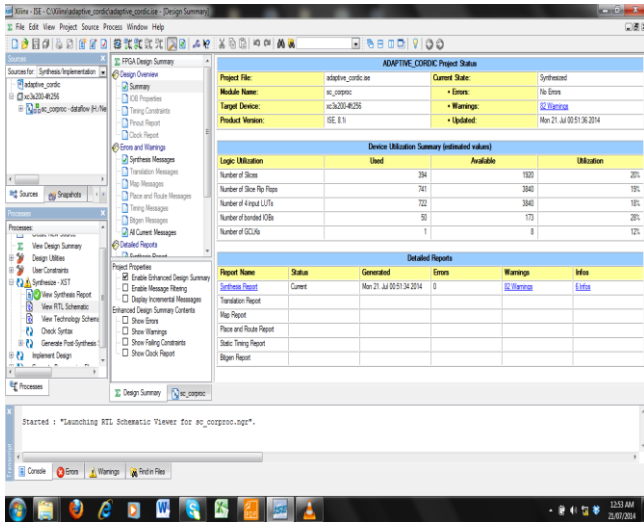 Xilinx - ISE - C:\Xilinx\adaptive_cordic\adaptive_cordic.ise - [Design Summary]
File Edit View Project Source Process Window Help
Sources
Sources for: Synthesis/Implementation
adaptive_cordic
xc3s200-4ft256
sc_corproc - dataflow (H:/Ne
Sources
Snapshots
Processes
Processes:
View Design Summary
Design Utilities
User Constraints
Synthesize - XST
View Synthesis Report
View RTL Schematic
View Technology Schema
Check Syntax
Generate Post-Synthesis S
Implement Design
Processes
FPGA Design Summary
Design Overview
Summary
IOB Properties
Timing Constraints
Pinout Report
Clock Report
Errors and Warnings
Synthesis Messages
Translation Messages
Map Messages
Place and Route Messages
Timing Messages
Bitgen Messages
All Current Messages
Detailed Reports
Project Properties
Enable Enhanced Design Summary
Enable Message Filtering
Display Incremental Messages
Enhanced Design Summary Contents
Show Errors
Show Warnings
Show Failing Constraints
Show Clock Report
Design Summary
sc_corproc
ADAPTIVE_CORDIC Project Status
Project File: adaptive_cordic.ise Current State: Synthesized
Module Name: sc_corproc • Errors: No Errors
Target Device: xc3s200-4ft256 • Warnings: 82 Warnings
Product Version: ISE, 8.1i • Updated: Mon 21. Jul 00:51:36 2014
Device Utilization Summary (estimated values)
Logic Utilization Used Available Utilization
Number of Slices 394 1920 20%
Number of Slice Flip Flops 741 3840 19%
Number of 4 input LUTs 722 3840 18%
Number of bonded IOBs 50 173 28%
Number of GCLKs 1 8 12%
Detailed Reports
Report Name Status Generated Errors Warnings Infos
Synthesis Report Current Mon 21. Jul 00:51:34 2014 0 82 Warnings 6 Infos
Translation Report
Map Report
Place and Route Report
Static Timing Report
Bitgen Report
Started : "Launching RTL Schematic Viewer for sc_corproc.ngr".
Transcript
Console
Errors
Warnings
Find in Files
12:53 AM
21/07/2014